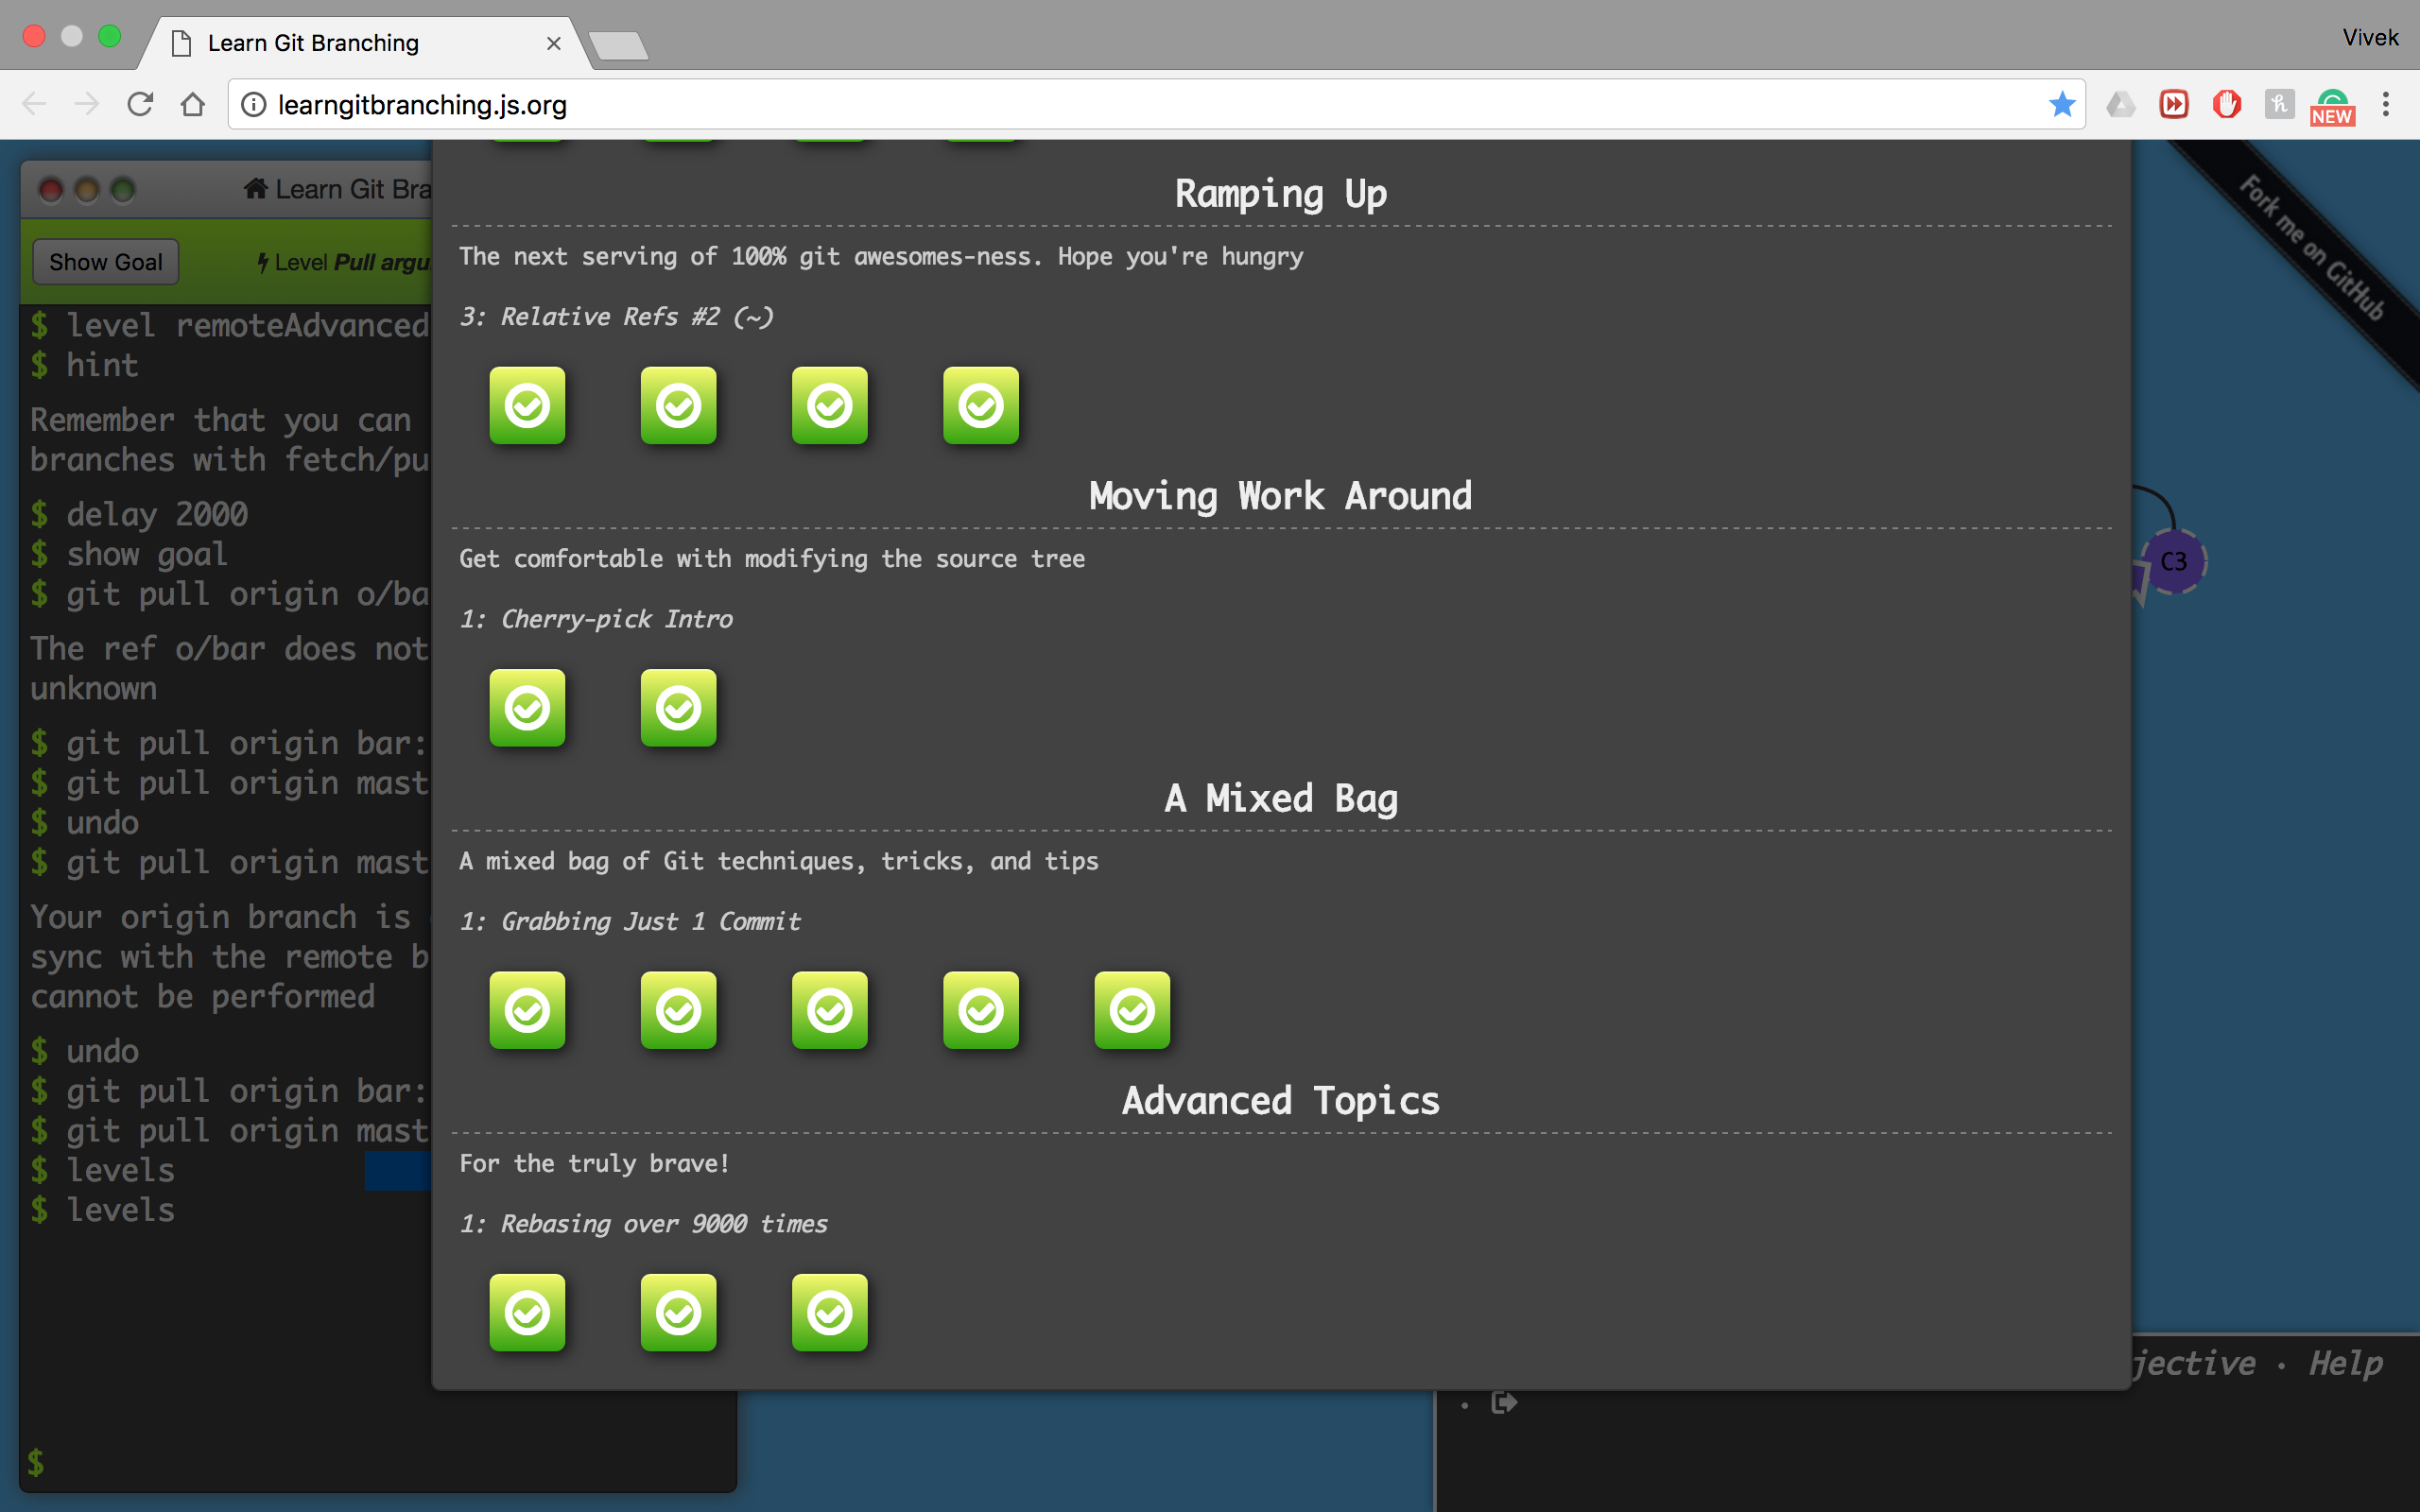 Learn Git Branching
Vivek
learngitbranching.js.org
NEW
Learn Git Bra
Show Goal
Level Pull argu
$ level remoteAdvanced
$ hint
Remember that you can
branches with fetch/pu
$ delay 2000
$ show goal
$ git pull origin o/ba
The ref o/bar does not
unknown
$ git pull origin bar:
$ git pull origin mast
$ undo
$ git pull origin mast
Your origin branch is
sync with the remote b
cannot be performed
$ undo
$ git pull origin bar:
$ git pull origin mast
$ levels
$ levels
$
Ramping Up
The next serving of 100% git awesomes-ness. Hope you're hungry
3: Relative Refs #2 (~)
Moving Work Around
Get comfortable with modifying the source tree
1: Cherry-pick Intro
A Mixed Bag
A mixed bag of Git techniques, tricks, and tips
1: Grabbing Just 1 Commit
Advanced Topics
For the truly brave!
1: Rebasing over 9000 times
Fork me on GitHub
C3
jective · Help